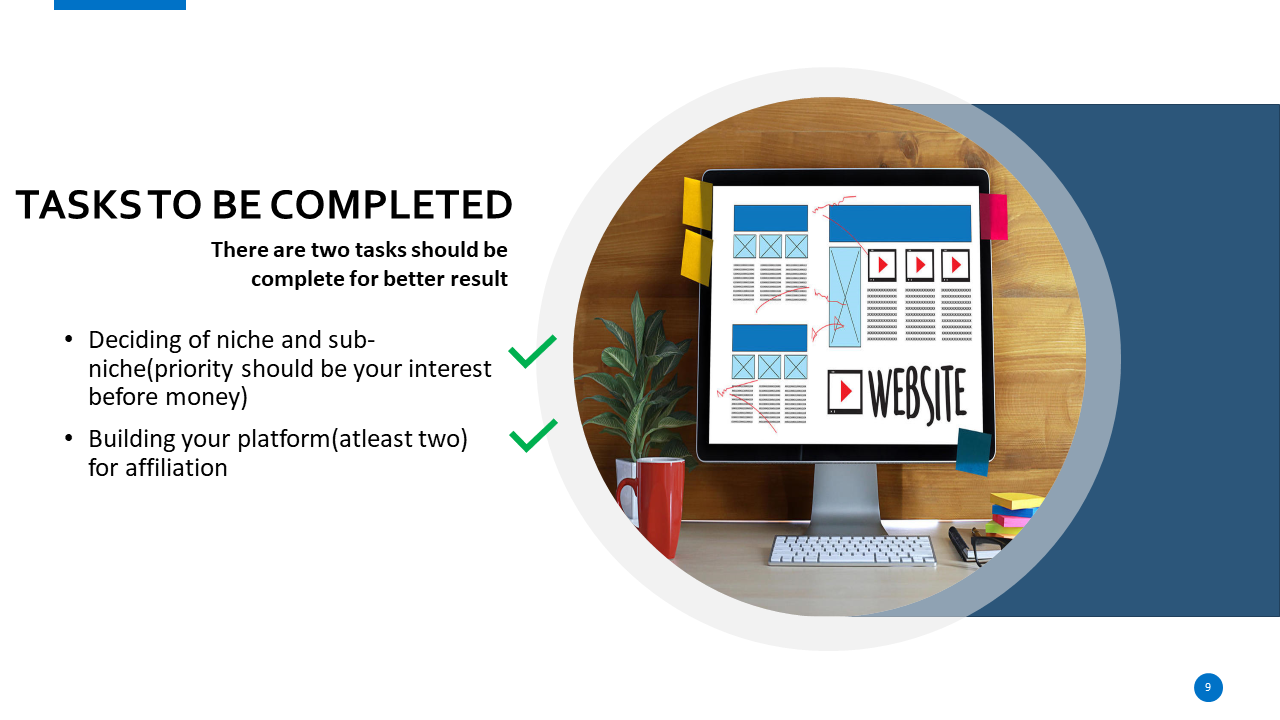 TASKS TO BE COMPLETED
There are two tasks should be
complete for better result
• Deciding of niche and sub-
niche(priority should be your interest
before money)
• Building your platform(atleast two)
for affiliation
WEBSITE
9